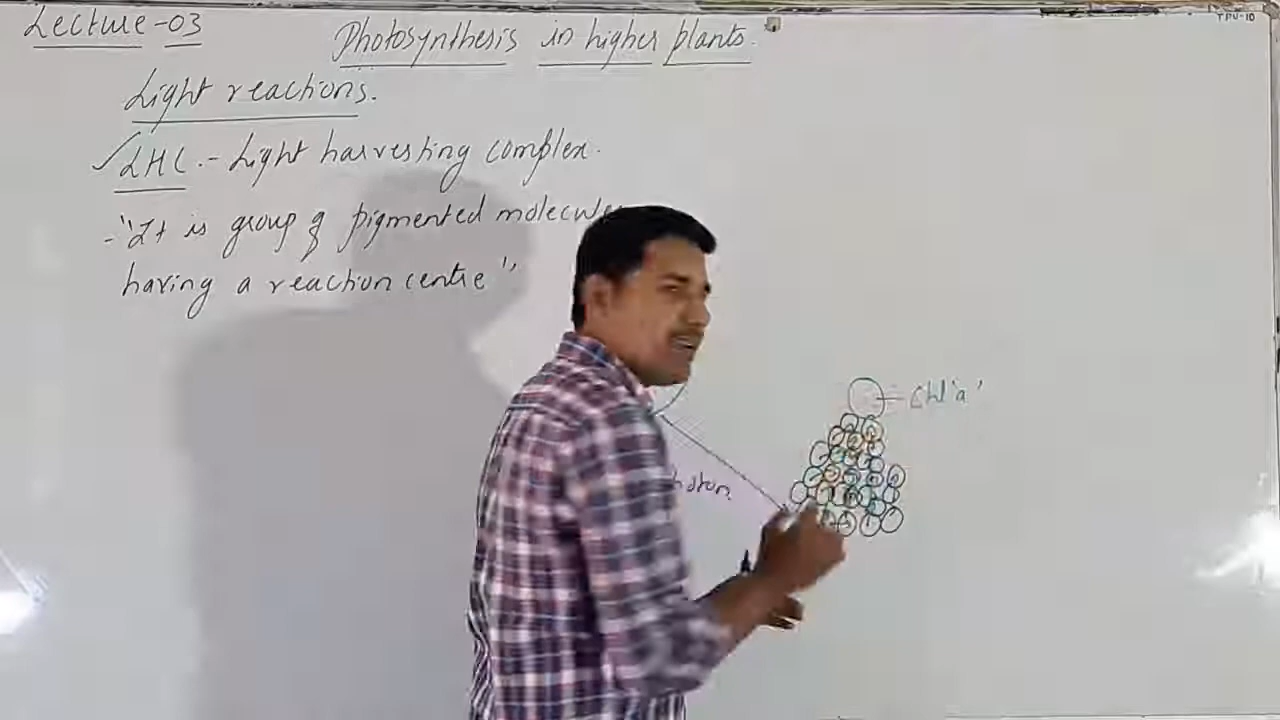 Lecture-03
Photosynthesis in higher plants.
Light reactions.
✓LHC.- Light harvesting complex.
-"It is group of pigmented molecules
having a reaction centre"
Chl 'a'